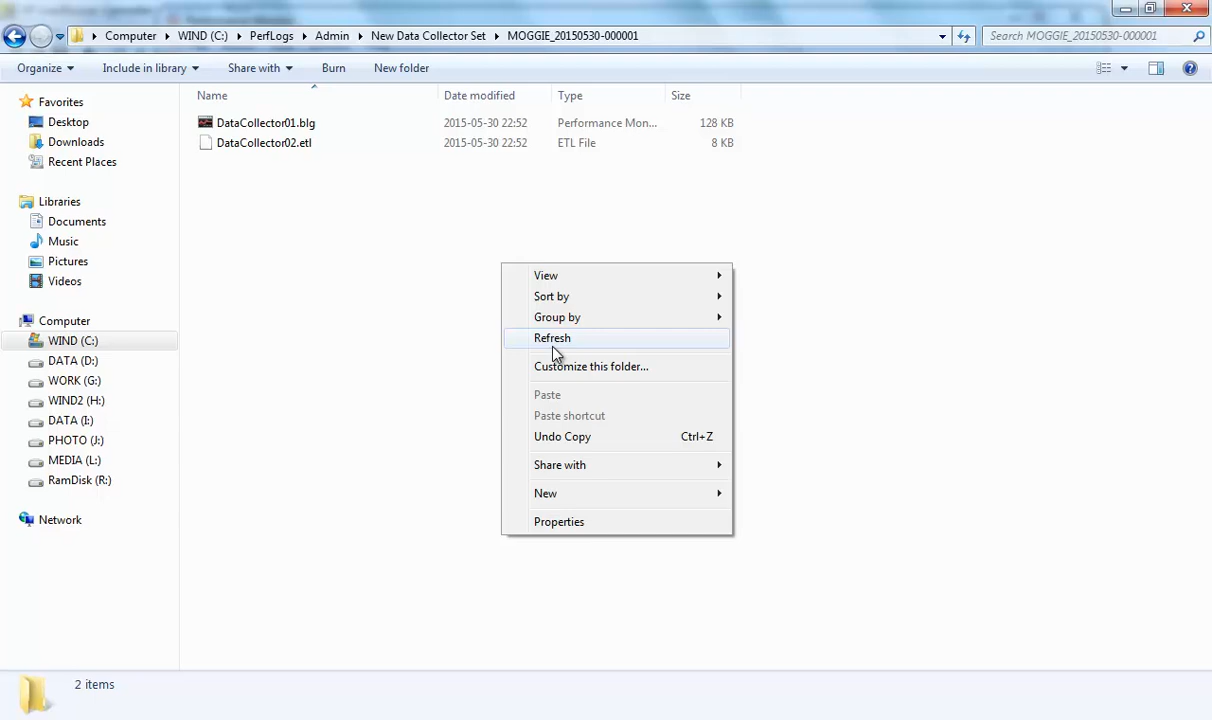 Computer WIND (C:) PerfLogs Admin New Data Collector Set MOGGIE_20150530-000001
Search MOGGIE_20150530-000001
Organize Include in library Share with Burn New folder
Name Date modified Type Size
DataCollector01.blg 2015-05-30 22:52 Performance Mon... 128 KB
DataCollector02.etl 2015-05-30 22:52 ETL File 8 KB
Favorites
Desktop
Downloads
Recent Places
Libraries
Documents
Music
Pictures
Videos
Computer
WIND (C:)
DATA (D:)
WORK (G:)
WIND2 (H:)
DATA (I:)
PHOTO (J:)
MEDIA (L:)
RamDisk (R:)
Network
View
Sort by
Group by
Refresh
Customize this folder...
Paste
Paste shortcut
Undo Copy Ctrl+Z
Share with
New
Properties
2 items